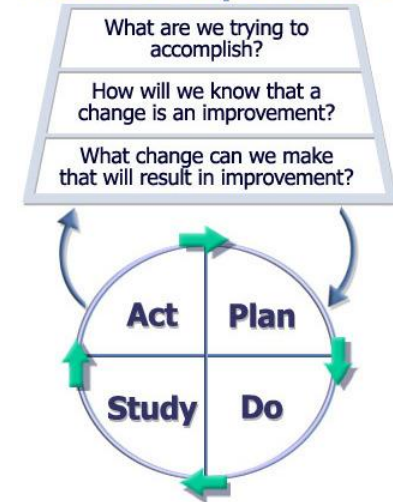 What are we trying to
accomplish?
How will we know that a
change is an improvement?
What change can we make
that will result in improvement?
Act
Plan
Study
Do